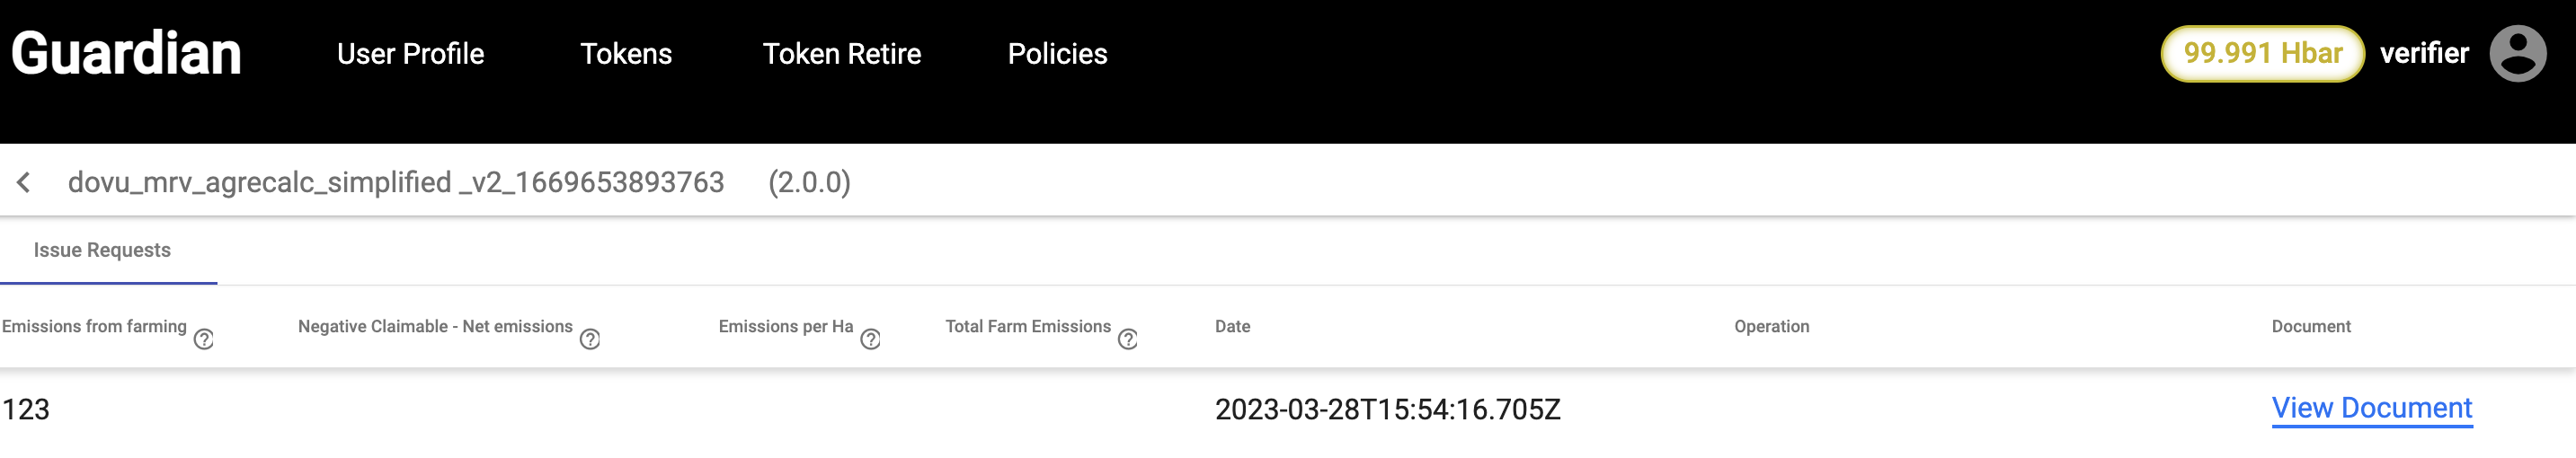 Guardian User Profile Tokens Token Retire Policies 99.991 Hbar verifier
dovu_mrv_agrecalc_simplified _v2_1669653893763 (2.0.0)
Issue Requests
Emissions from farming ? Negative Claimable - Net emissions ? Emissions per Ha ? Total Farm Emissions ? Date Operation Document
123 2023-03-28T15:54:16.705Z View Document